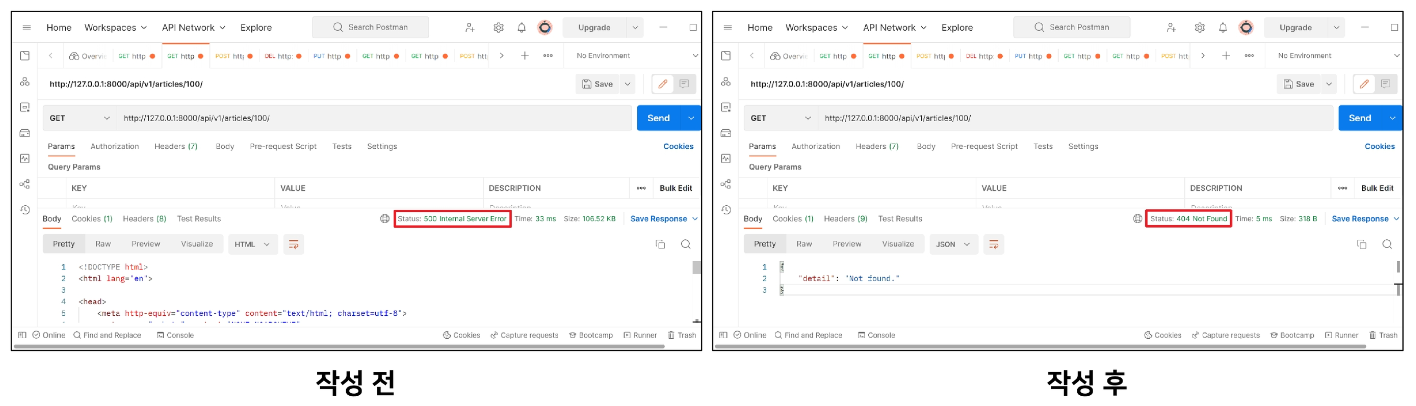 Home Workspaces API Network Explore Search Postman Upgrade
Overvi GET http GET http POST http DEL http: PUT http GET http GET http POST htt: No Environment
http://127.0.0.1:8000/api/v1/articles/100/ Save
GET http://127.0.0.1:8000/api/v1/articles/100/ Send
Params Authorization Headers (7) Body Pre-request Script Tests Settings Cookies
Query Params
KEY VALUE DESCRIPTION Bulk Edit
Body Cookies (1) Headers (8) Test Results Status: 500 Internal Server Error Time: 33 ms Size: 106.52 KB Save Response
Pretty Raw Preview Visualize HTML
1 <!DOCTYPE html>
2 <html lang="en">
3
4 <head>
5 <meta http-equiv="content-type" content="text/html; charset=utf-8">
Online Find and Replace Console Cookies Capture requests Bootcamp Runner Trash
작성 전
Home Workspaces API Network Explore Search Postman Upgrade
Overvi GET http GET http POST http DEL http: PUT http GET http GET http POST htt No Environment
http://127.0.0.1:8000/api/v1/articles/100/ Save
GET http://127.0.0.1:8000/api/v1/articles/100/ Send
Params Authorization Headers (7) Body Pre-request Script Tests Settings Cookies
Query Params
KEY VALUE DESCRIPTION Bulk Edit
Body Cookies (1) Headers (9) Test Results Status: 404 Not Found Time: 5 ms Size: 318 B Save Response
Pretty Raw Preview Visualize JSON
1 {
2 "detail": "Not found."
3 }
Online Find and Replace Console Cookies Capture requests Bootcamp Runner Trash
작성 후